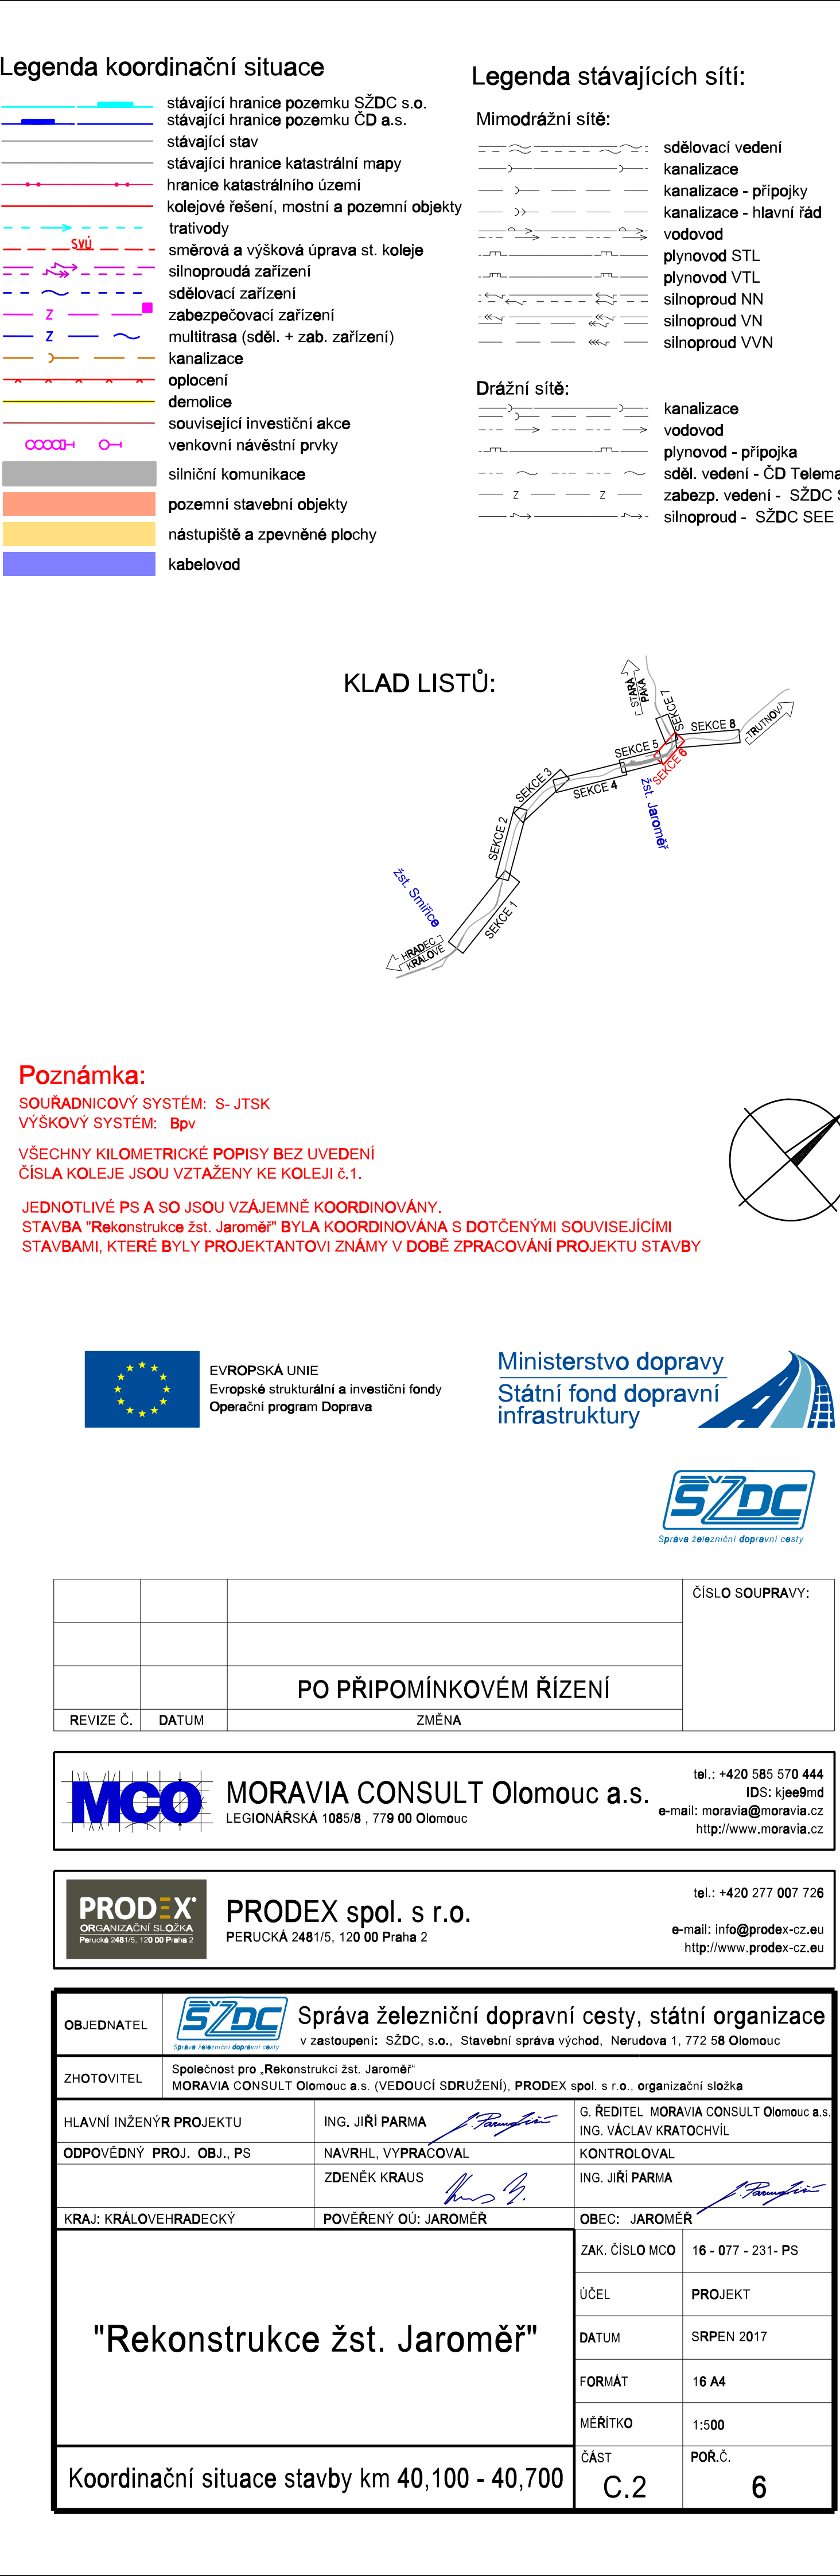 Legenda koordinační situace
stávající hranice pozemku SŽDC s.o.
stávající hranice pozemku ČD a.s.
stávající stav
stávající hranice katastrální mapy
hranice katastrálního území
kolejové řešení, mostní a pozemní objekty
trativody
SVÚ
směrová a výšková úprava st. koleje
silnoproudá zařízení
sdělovací zařízení
Z
zabezpečovací zařízení
Z
multitrasa (sděl. + zab. zařízení)
kanalizace
oplocení
demolice
související investiční akce
venkovní návěstní prvky
silniční komunikace
pozemní stavební objekty
nástupiště a zpevněné plochy
kabelovod
Legenda stávajících sítí:
Mimodrážní sítě:
sdělovací vedení
kanalizace
kanalizace - přípojky
kanalizace - hlavní řád
vodovod
plynovod STL
plynovod VTL
silnoproud NN
silnoproud VN
silnoproud VVN
Drážní sítě:
kanalizace
vodovod
plynovod - přípojka
sděl. vedení - ČD Telema
Z Z
zabezp. vedení - SŽDC
silnoproud - SŽDC SEE
KLAD LISTŮ:
STARÁ
PAKA
SEKCE 7
SEKCE 8
TRUTNOV
SEKCE 5
SEKCE 6
SEKCE 3
SEKCE 4
žst. Jaroměř
SEKCE 2
žst. Smiřice
SEKCE 1
HRADEC
KRÁLOVÉ
Poznámka:
SOUŘADNICOVÝ SYSTÉM: S- JTSK
VÝŠKOVÝ SYSTÉM: Bpv
VŠECHNY KILOMETRICKÉ POPISY BEZ UVEDENÍ
ČÍSLA KOLEJE JSOU VZTAŽENY KE KOLEJI č.1.
JEDNOTLIVÉ PS A SO JSOU VZÁJEMNĚ KOORDINOVÁNY.
STAVBA "Rekonstrukce žst. Jaroměř" BYLA KOORDINOVÁNA S DOTČENÝMI SOUVISEJÍCÍMI
STAVBAMI, KTERÉ BYLY PROJEKTANTOVI ZNÁMY V DOBĚ ZPRACOVÁNÍ PROJEKTU STAVBY
EVROPSKÁ UNIE
Evropské strukturální a investiční fondy
Operační program Doprava
Ministerstvo dopravy
Státní fond dopravní
infrastruktury
SŽDC
Správa železniční dopravní cesty
ČÍSLO SOUPRAVY:
PO PŘIPOMÍNKOVÉM ŘÍZENÍ
REVIZE Č. DATUM ZMĚNA
MCO
MORAVIA CONSULT Olomouc a.s.
LEGIONÁŘSKÁ 1085/8 , 779 00 Olomouc
tel.: +420 585 570 444
IDS: kjee9md
e-mail: moravia@moravia.cz
http://www.moravia.cz
PRODEX
ORGANIZAČNÍ SLOŽKA
Perucká 2481/5, 120 00 Praha 2
PRODEX spol. s r.o.
PERUCKÁ 2481/5, 120 00 Praha 2
tel.: +420 277 007 726
e-mail: info@prodex-cz.eu
http://www.prodex-cz.eu
OBJEDNATEL
SŽDC
Správa železniční dopravní cesty
Správa železniční dopravní cesty, státní organizace
v zastoupení: SŽDC, s.o., Stavební správa východ, Nerudova 1, 772 58 Olomouc
ZHOTOVITEL
Společnost pro „Rekonstrukci žst. Jaroměř“
MORAVIA CONSULT Olomouc a.s. (VEDOUCÍ SDRUŽENÍ), PRODEX spol. s r.o., organizační složka
HLAVNÍ INŽENÝR PROJEKTU
ING. JIŘÍ PARMA
G. ŘEDITEL MORAVIA CONSULT Olomouc a.s.
ING. VÁCLAV KRATOCHVÍL
ODPOVĚDNÝ PROJ. OBJ., PS
NAVRHL, VYPRACOVAL
KONTROLOVAL
ZDENĚK KRAUS
ING. JIŘÍ PARMA
KRAJ: KRÁLOVEHRADECKÝ
POVĚŘENÝ OÚ: JAROMĚŘ
OBEC: JAROMĚŘ
"Rekonstrukce žst. Jaroměř"
ZAK. ČÍSLO MCO 16 - 077 - 231- PS
ÚČEL PROJEKT
DATUM SRPEN 2017
FORMÁT 16 A4
MĚŘÍTKO 1:500
Koordinační situace stavby km 40,100 - 40,700
ČÁST POŘ.Č.
C.2 6